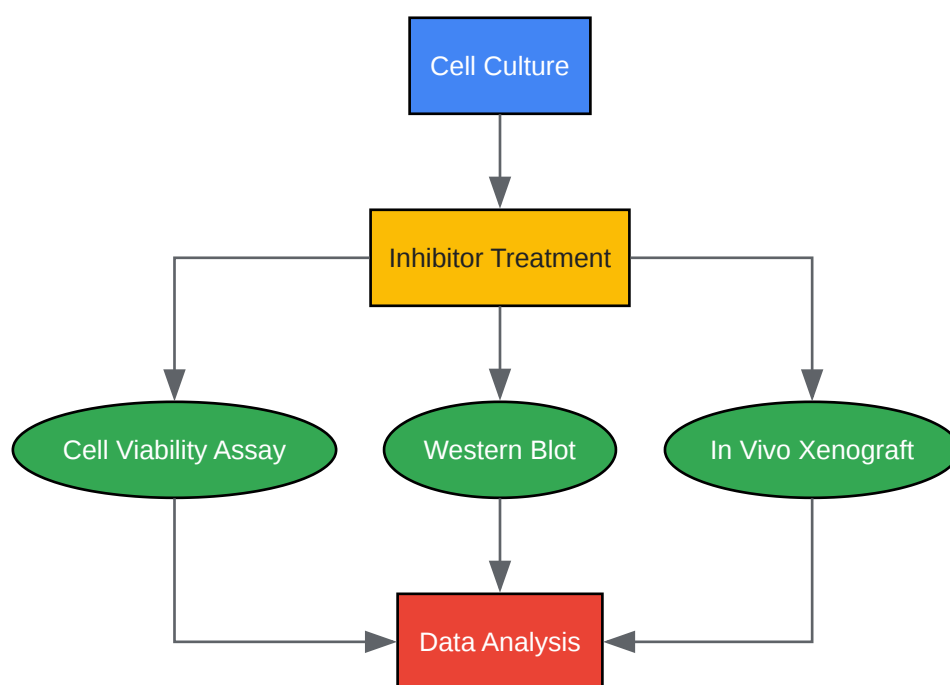 Cell Culture
Inhibitor Treatment
Cell Viability Assay
Western Blot
In Vivo Xenograft
Data Analysis